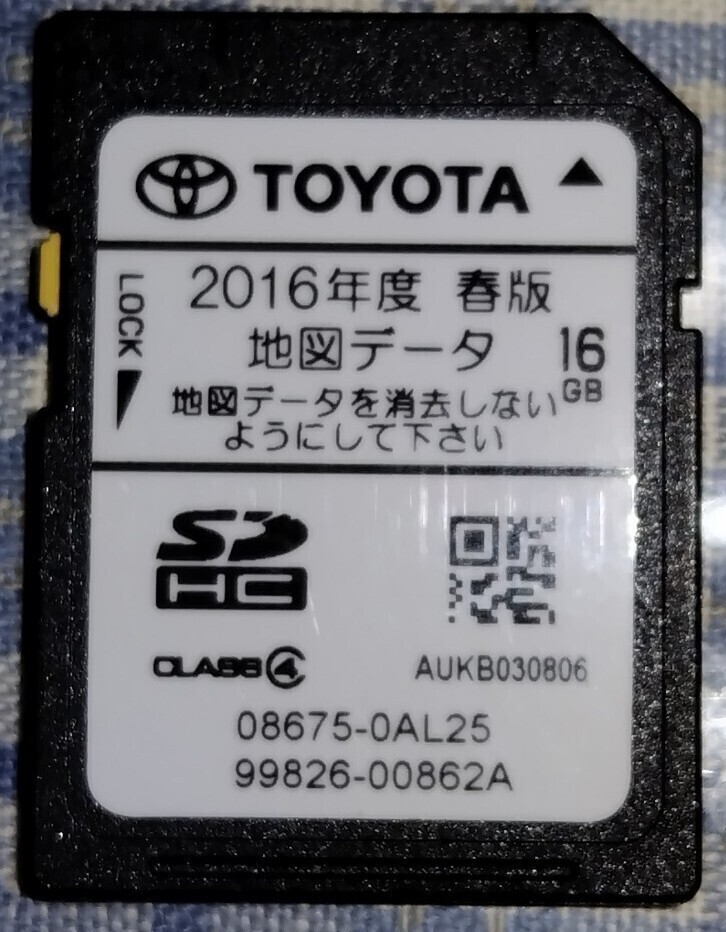 TOYOTA
LOCK
2016年度 春版
地図データ 16
GB
地図データを消去しない
ようにして下さい
SD
HC
CLASS 4
AUKB030806
08675-0AL25
99826-00862A